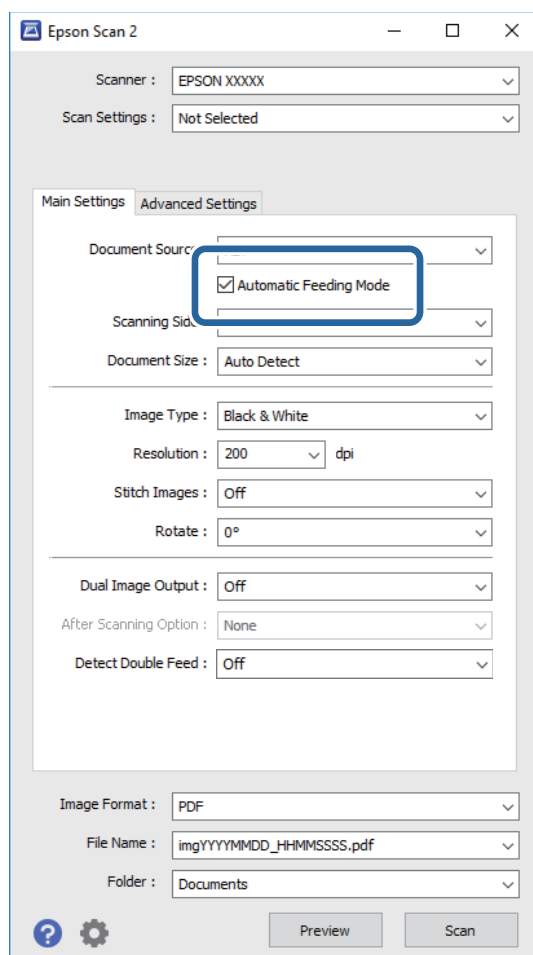 Epson Scan 2
Scanner : EPSON XXXXX
Scan Settings : Not Selected
Main Settings Advanced Settings
Document
Automatic Feeding Mode
Scanning
Document Size : Auto Detect
Image Type : Black & White
Resolution : 200 dpi
Stitch Images : Off
Rotate : 0°
Dual Image Output : Off
After Scanning Option : None
Detect Double Feed : Off
Image Format : PDF
File Name : imgYYYYMMDD_HHMMSSSS.pdf
Folder : Documents
? Preview Scan